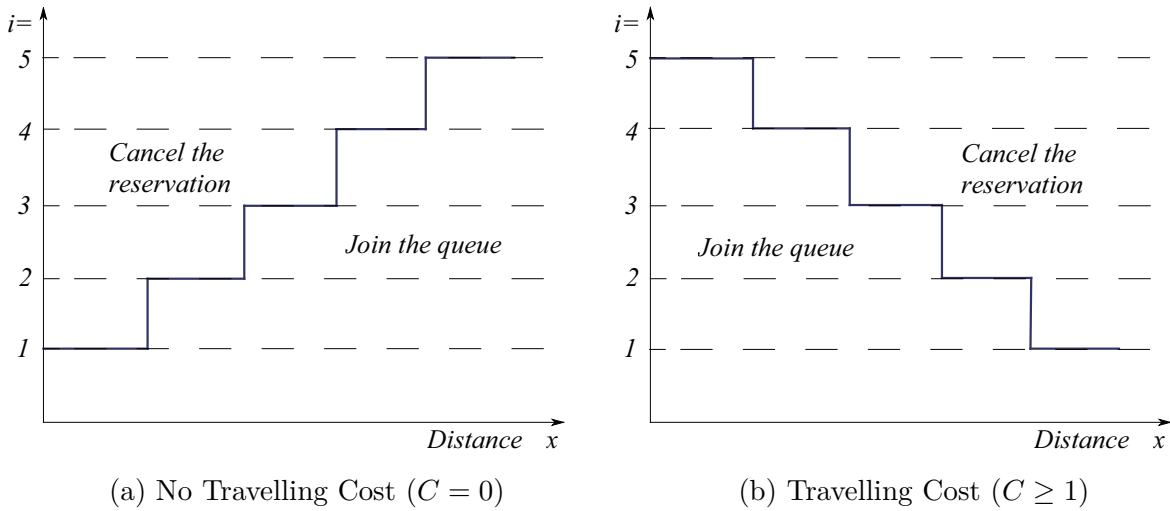 i=
5
4
Cancel the
reservation
3
Join the queue
2
1
Distance x
(a) No Travelling Cost (C = 0)
i=
5
4
Cancel the
reservation
3
Join the queue
2
1
Distance x
(b) Travelling Cost (C ≥ 1)